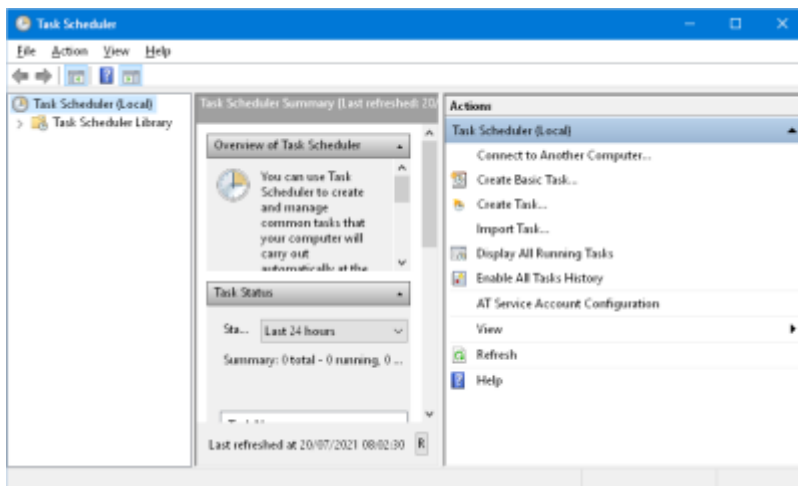 Task Scheduler
File Action View Help
Task Scheduler (Local)
Task Scheduler Library
Task Scheduler Summary (Last refreshed: 20/
Overview of Task Scheduler
You can use Task
Scheduler to create
and manage
common tasks that
your computer will
carry out
automatically at the
Task Status
Sta... Last 24 hours
Summary: 0 total - 0 running, 0 ...
Last refreshed at 20/07/2021 08:02:30 R
Actions
Task Scheduler (Local)
Connect to Another Computer...
Create Basic Task...
Create Task...
Import Task...
Display All Running Tasks
Enable All Tasks History
AT Service Account Configuration
View
Refresh
Help